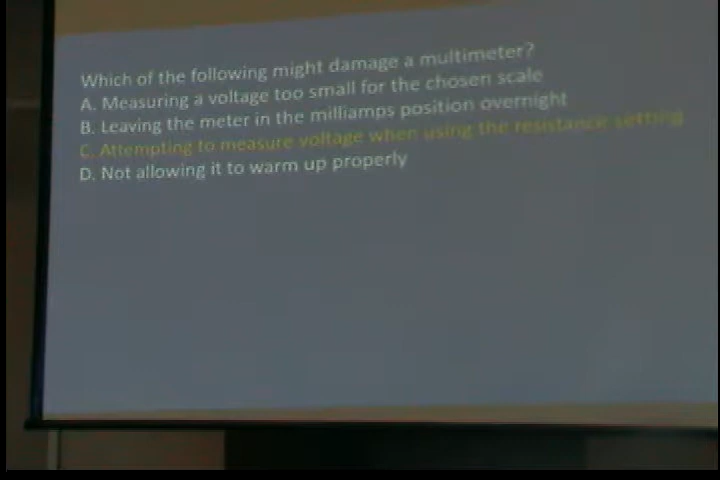 Which of the following might damage a multimeter?
A. Measuring a voltage too small for the chosen scale
B. Leaving the meter in the milliamps position overnight
C. Attempting to measure voltage when using the resistance setting
D. Not allowing it to warm up properly